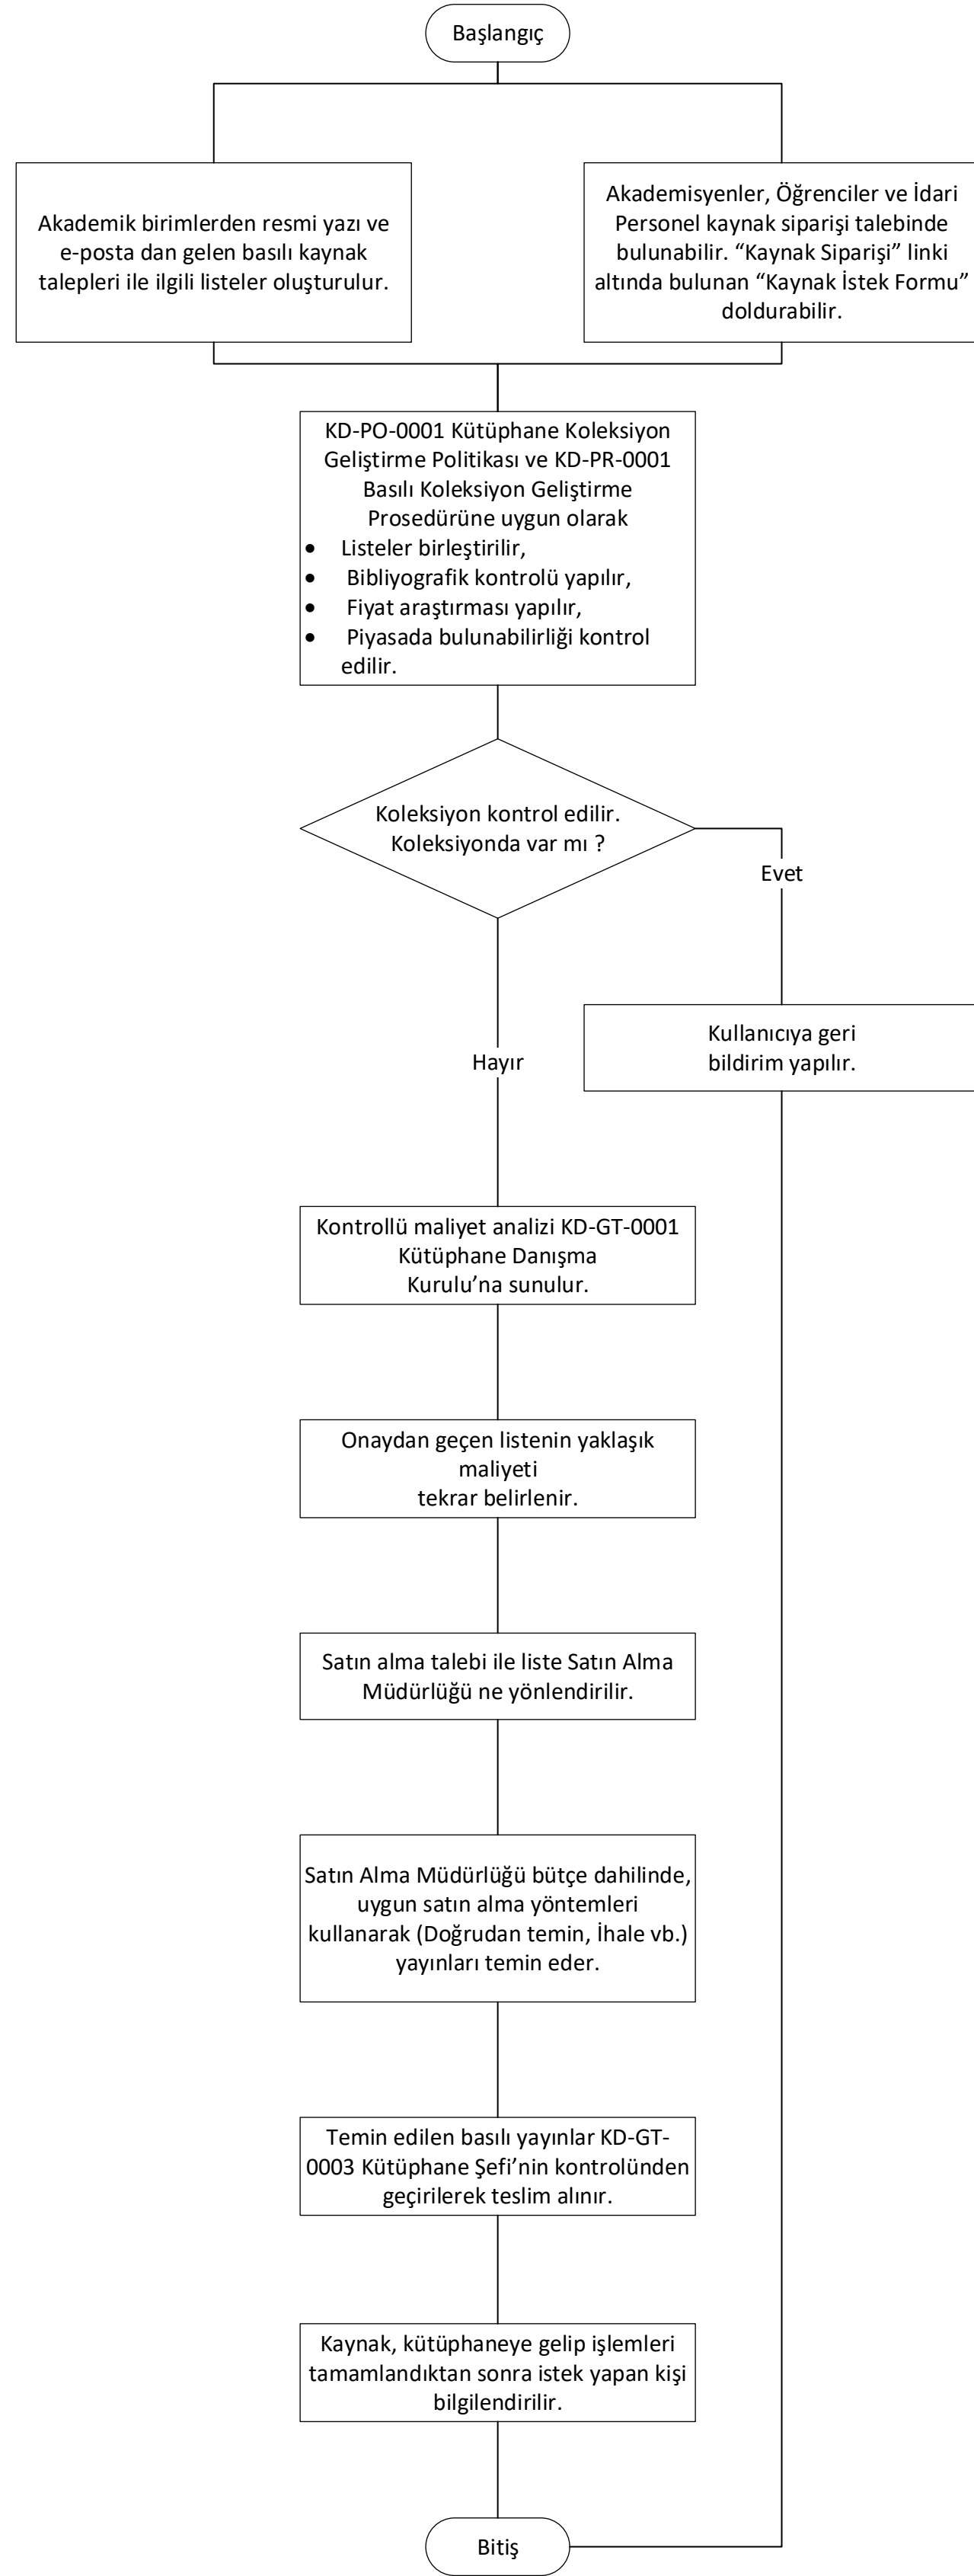 Başlangıç
Akademik birimlerden resmi yazı ve
e-posta dan gelen basılı kaynak
talepleri ile ilgili listeler oluşturulur.
Akademisyenler, Öğrenciler ve İdari
Personel kaynak siparişi talebinde
bulunabilir. “Kaynak Siparişi” linki
altında bulunan “Kaynak İstek Formu”
doldurabilir.
KD-PO-0001 Kütüphane Koleksiyon
Geliştirme Politikası ve KD-PR-0001
Basılı Koleksiyon Geliştirme
Prosedürüne uygun olarak
• Listeler birleştirilir,
• Bibliyografik kontrolü yapılır,
• Fiyat araştırması yapılır,
• Piyasada bulunabilirliği kontrol
edilir.
Koleksiyon kontrol edilir.
Koleksiyonda var mı ?
Evet
Kullanıcıya geri
bildirim yapılır.
Hayır
Kontrollü maliyet analizi KD-GT-0001
Kütüphane Danışma
Kurulu’na sunulur.
Onaydan geçen listenin yaklaşık
maliyeti
tekrar belirlenir.
Satın alma talebi ile liste Satın Alma
Müdürlüğü ne yönlendirilir.
Satın Alma Müdürlüğü bütçe dahilinde,
uygun satın alma yöntemleri
kullanarak (Doğrudan temin, İhale vb.)
yayınları temin eder.
Temin edilen basılı yayınlar KD-GT-
0003 Kütüphane Şefi’nin kontrolünden
geçirilerek teslim alınır.
Kaynak, kütüphaneye gelip işlemleri
tamamlandıktan sonra istek yapan kişi
bilgilendirilir.
Bitiş